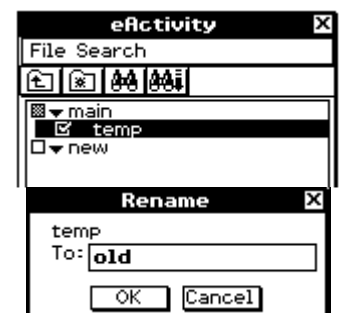 eActivity
File Search
main
temp
new
Rename
temp
To: old
OK Cancel